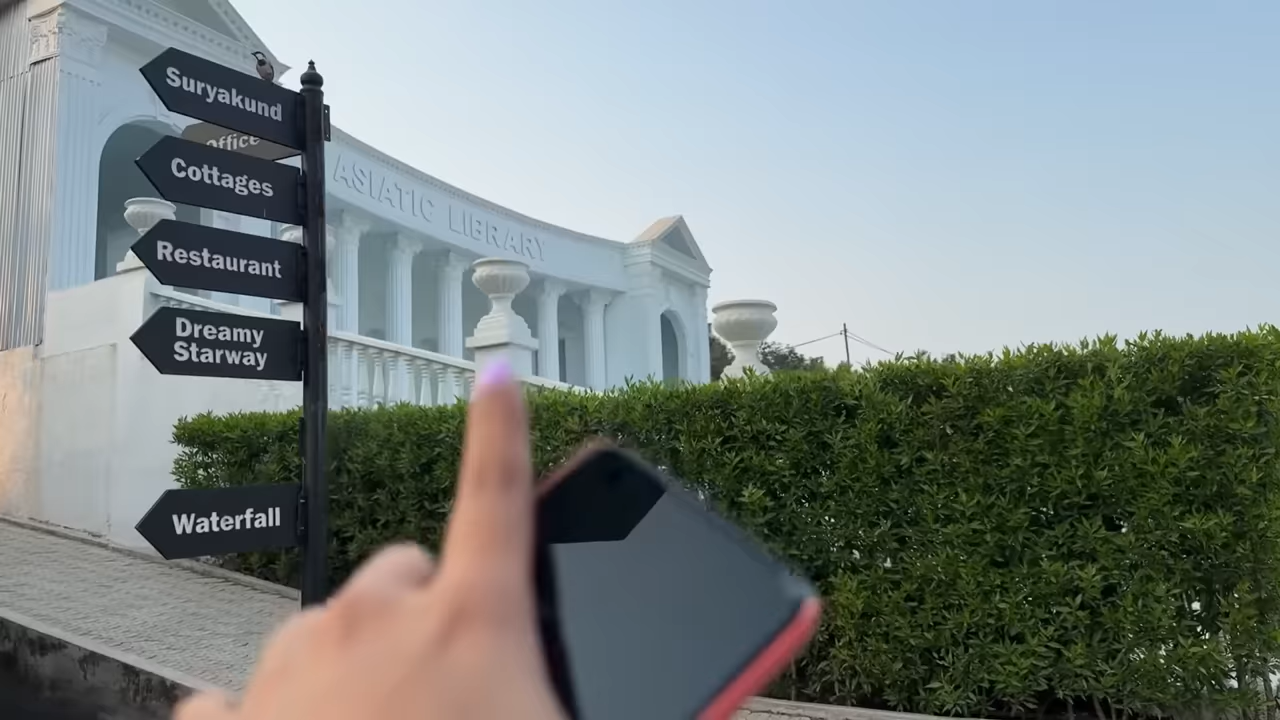 Suryakund
office
Cottages
ASIATIC LIBRARY
Restaurant
Dreamy
Starway
Waterfall